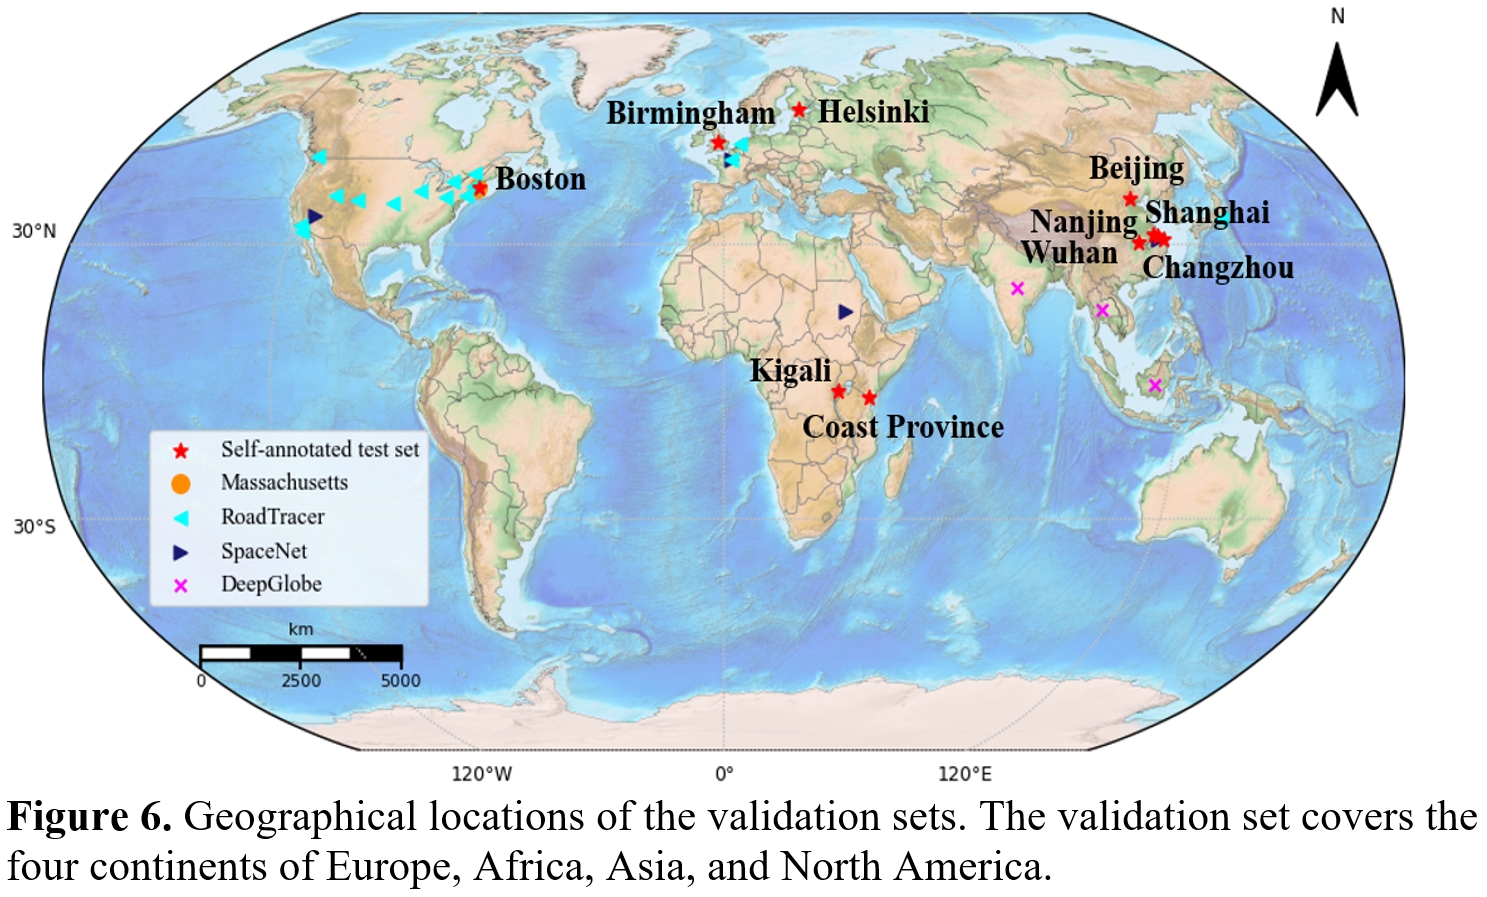 N
Birmingham
Helsinki
Beijing
Boston
Nanjing
Shanghai
30°N
Wuhan
Changzhou
Kigali
Coast Province
Self-annotated test set
Massachusetts
RoadTracer
30°S
SpaceNet
DeepGlobe
km
0 2500 5000
120°W 0° 120°E
Figure 6. Geographical locations of the validation sets. The validation set covers the
four continents of Europe, Africa, Asia, and North America.